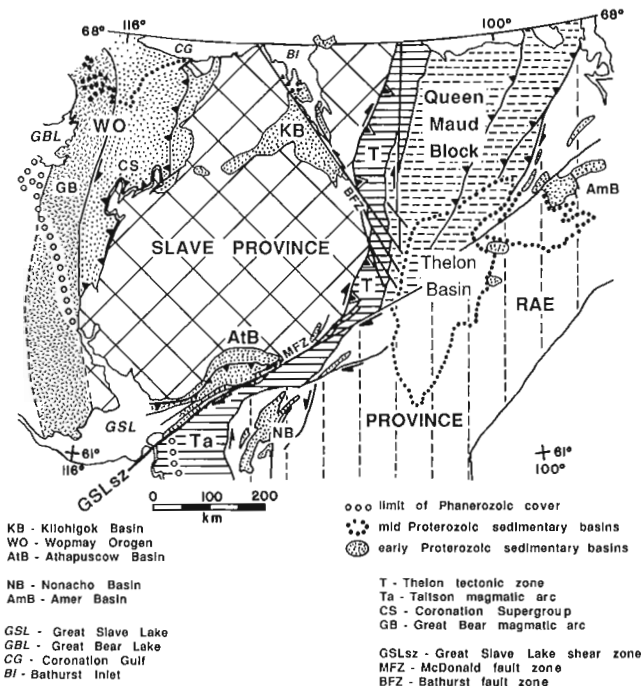 116°
100°
68°
68°
CG
BI
Queen
Maud
Block
GBL
WO
KB
T
GB
CS
BFZ
AmB
SLAVE PROVINCE
Thelon
Basin
T
RAE
AtB
MFZ
PROVINCE
GSL
Ta
NB
61°
116°
61°
100°
GSLsz
0 100 200
km
KB - Kilohigok Basin
WO - Wopmay Orogen
AtB - Athapuscow Basin
NB - Nonacho Basin
AmB - Amer Basin
GSL - Great Slave Lake
GBL - Great Bear Lake
CG - Coronation Gulf
BI - Bathurst Inlet
limit of Phanerozoic cover
mid Proterozoic sedimentary basins
early Proterozoic sedimentary basins
T - Thelon tectonic zone
Ta - Taltson magmatic arc
CS - Coronation Supergroup
GB - Great Bear magmatic arc
GSLsz - Great Slave Lake shear zone
MFZ - McDonald fault zone
BFZ - Bathurst fault zone